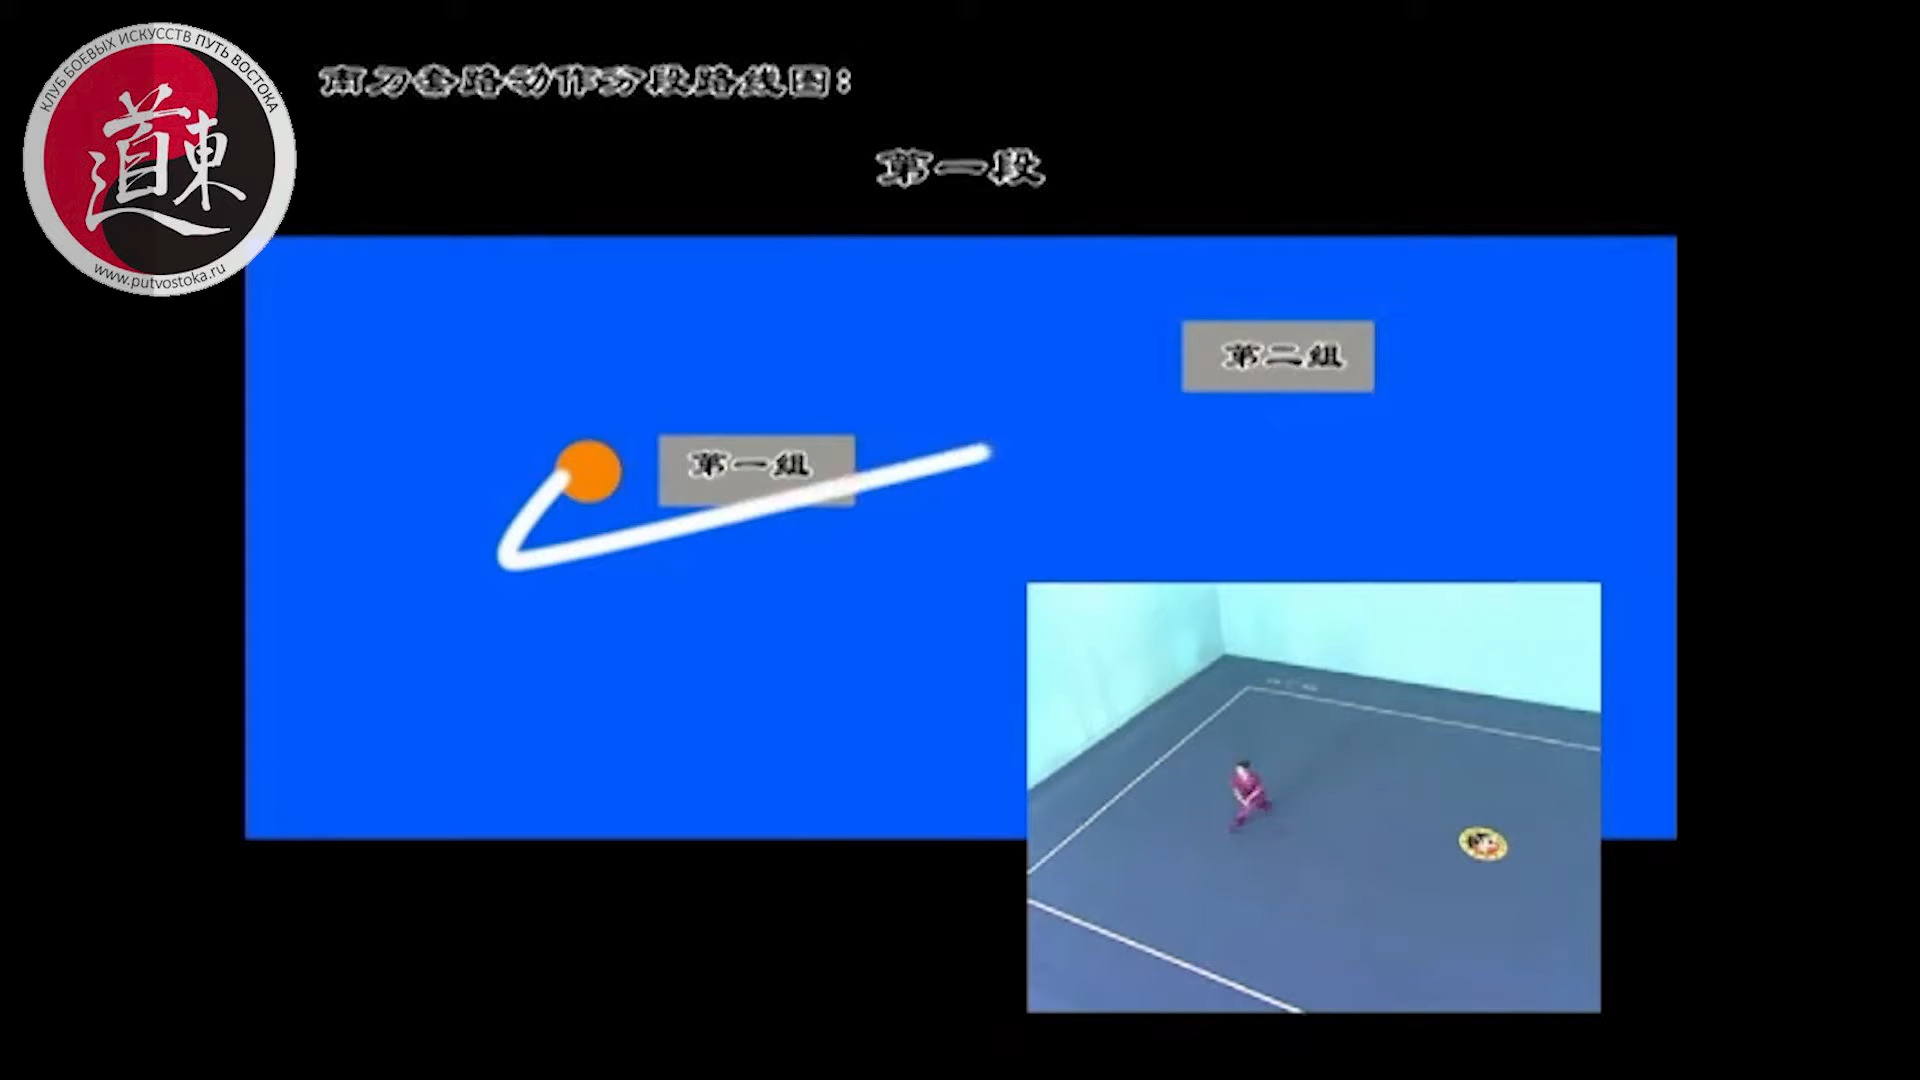 КЛУБ БОЕВЫХ ИСКУССТВ ПУТЬ ВОСТОКА
道東
www.putvostoka.ru
南刀套路动作分段路线图：
第一段
第二组
第一组